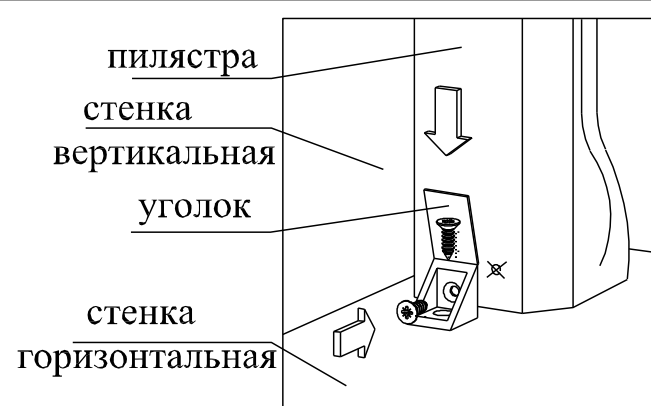 пилястра
стенка
вертикальная
уголок
стенка
горизонтальная